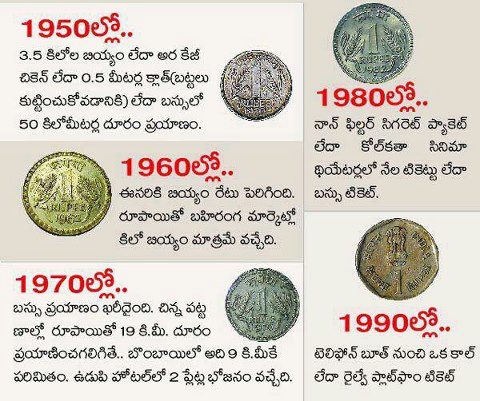 1950ల్లో..
3.5 కిలోల బియ్యం లేదా అర కేజీ
చికెన్ లేదా 0.5 మీటర్ల క్లాత్(బట్టలు
కుట్టించుకోవడానికి) లేదా బస్సులో
50 కిలోమీటర్ల దూరం ప్రయాణం.
1960ల్లో..
ఈసరికి బియ్యం రేటు పెరిగింది.
రూపాయితో బహిరంగ మార్కెట్లో
కిలో బియ్యం మాత్రమే వచ్చేది.
1970ల్లో..
బస్సు ప్రయాణం ఖరీదైంది. చిన్న పట్ట
ణాల్లో రూపాయితో 19 కి.మీ. దూరం
ప్రయాణించగలిగితే.. బొంబాయిలో అది 9 కి.మీకే
పరిమితం. ఉడుపి హోటల్‌లో 2 ప్లేట్ల భోజనం వచ్చేది.
1980ల్లో..
నాన్ ఫిల్టర్ సిగరెట్ ప్యాకెట్
లేదా కోల్‌కతా సినిమా
థియేటర్లలో నేల టికెట్టు లేదా
బస్సు టికెట్.
1990ల్లో..
టెలిఫోన్ బూత్ నుంచి ఒక కాల్
లేదా రైల్వే ప్లాట్‌ఫాం టికెట్